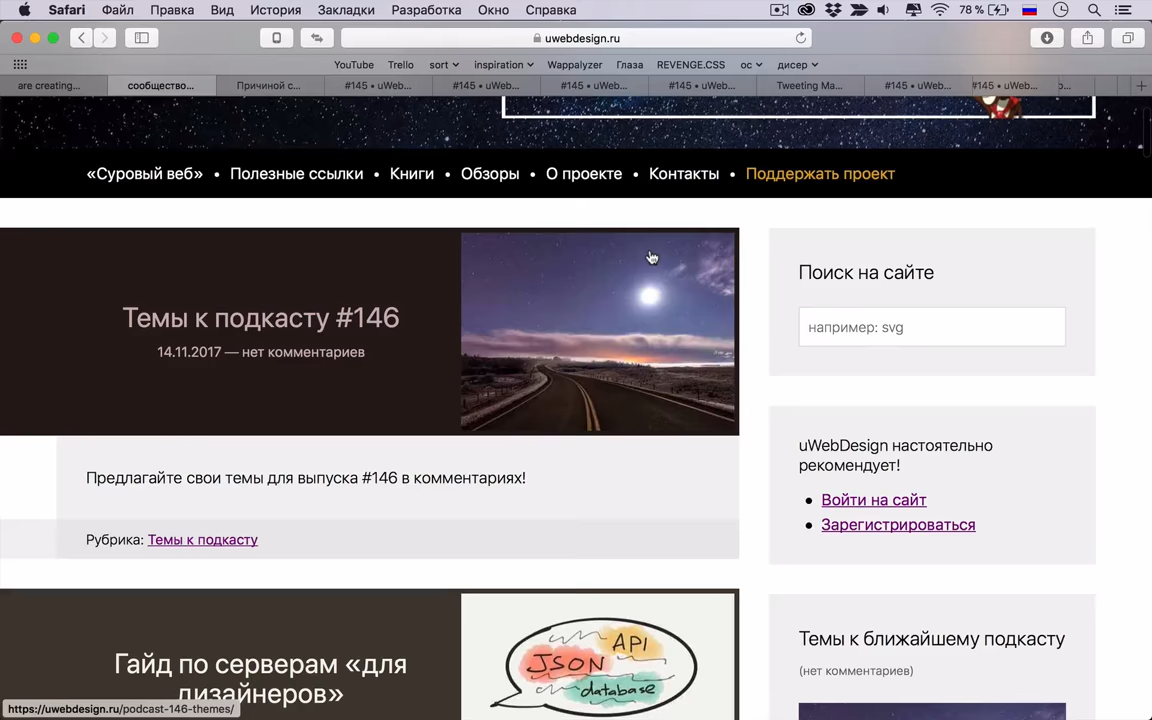 Safari Файл Правка Вид История Закладки Разработка Окно Справка 78 %
uwebdesign.ru
YouTube Trello sort inspiration Wappalyzer Глаза REVENGE.CSS ос дисер
are creating... сообщество... Причиной с... #145 • uWeb... #145 • uWeb... #145 • uWeb... #145 • uWeb... Tweeting Ma... #145 • uWeb... #145 • uWeb...
«Суровый веб» • Полезные ссылки • Книги • Обзоры • О проекте • Контакты • Поддержать проект
Темы к подкасту #146
14.11.2017 — нет комментариев
Предлагайте свои темы для выпуска #146 в комментариях!
Рубрика: Темы к подкасту
Поиск на сайте
например: svg
uWebDesign настоятельно
рекомендует!
• Войти на сайт
• Зарегистрироваться
Гайд по серверам «для
дизайнеров»
API
JSON
database
Темы к ближайшему подкасту
(нет комментариев)
https://uwebdesign.ru/podcast-146-themes/